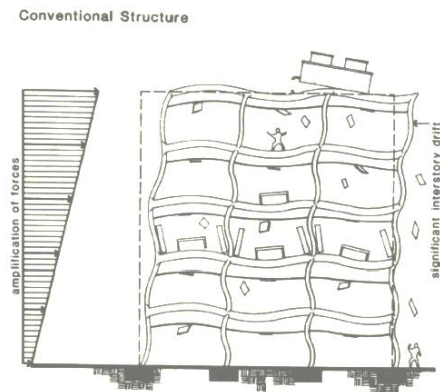 Conventional Structure
amplification of forces
significant interstory drift